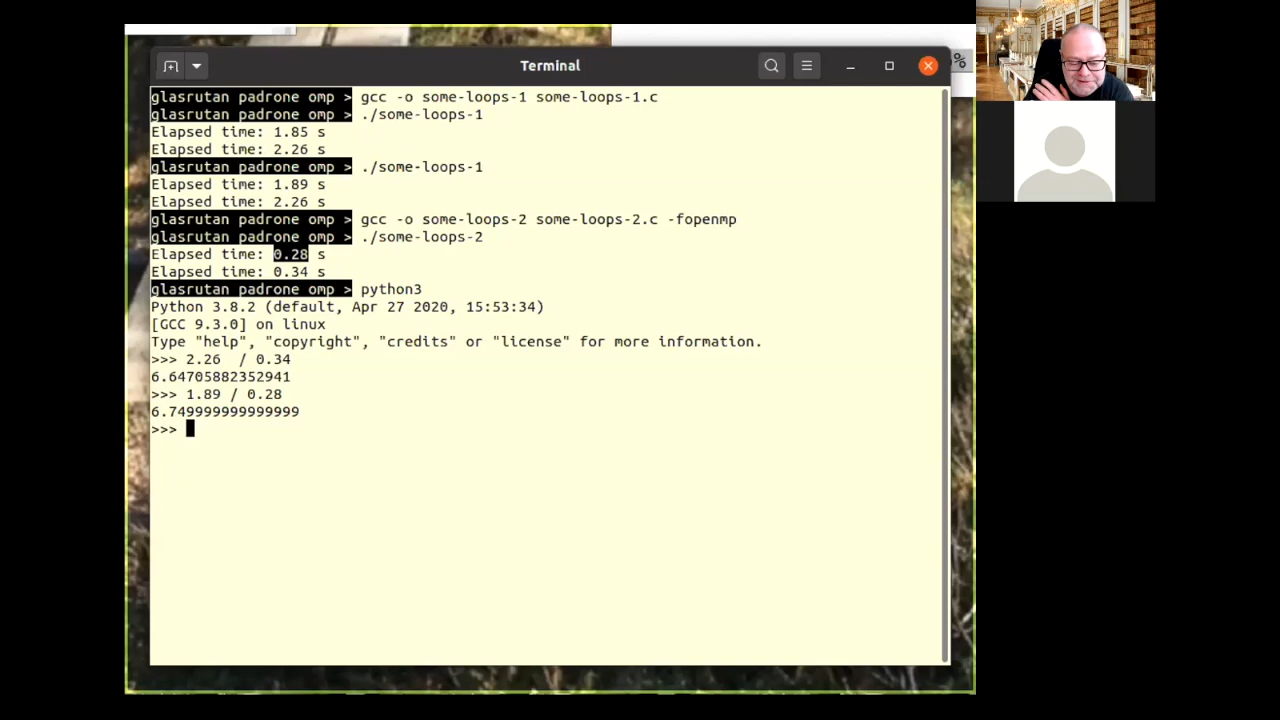 Terminal
%
glasrutan padrone omp > gcc -o some-loops-1 some-loops-1.c
glasrutan padrone omp > ./some-loops-1
Elapsed time: 1.85 s
Elapsed time: 2.26 s
glasrutan padrone omp > ./some-loops-1
Elapsed time: 1.89 s
Elapsed time: 2.26 s
glasrutan padrone omp > gcc -o some-loops-2 some-loops-2.c -fopenmp
glasrutan padrone omp > ./some-loops-2
Elapsed time: 0.28 s
Elapsed time: 0.34 s
glasrutan padrone omp > python3
Python 3.8.2 (default, Apr 27 2020, 15:53:34)
[GCC 9.3.0] on linux
Type "help", "copyright", "credits" or "license" for more information.
>>> 2.26  / 0.34
6.64705882352941
>>> 1.89 / 0.28
6.749999999999999
>>>